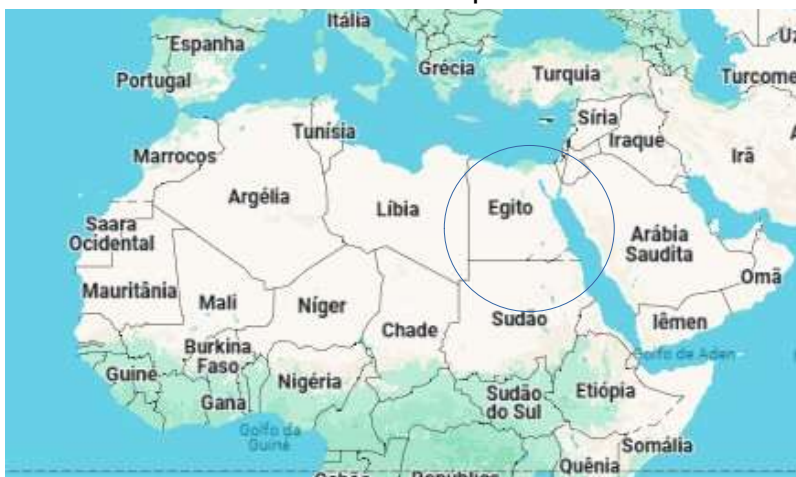 Itália
Espanha
Grécia
Turquia
Portugal
Turcome
Síria
Tunísia
Iraque
Marrocos
Irã
Argélia
Líbia
Egito
Saara
Ocidental
Arábia
Saudita
Omã
Mauritânia
Mali
Níger
Chade
Sudão
Iêmen
Golfo de Aden
Burkina
Faso
Guiné
Nigéria
Gana
Sudão
do Sul
Etiópia
Golfo da
Guiné
Somália
Quênia